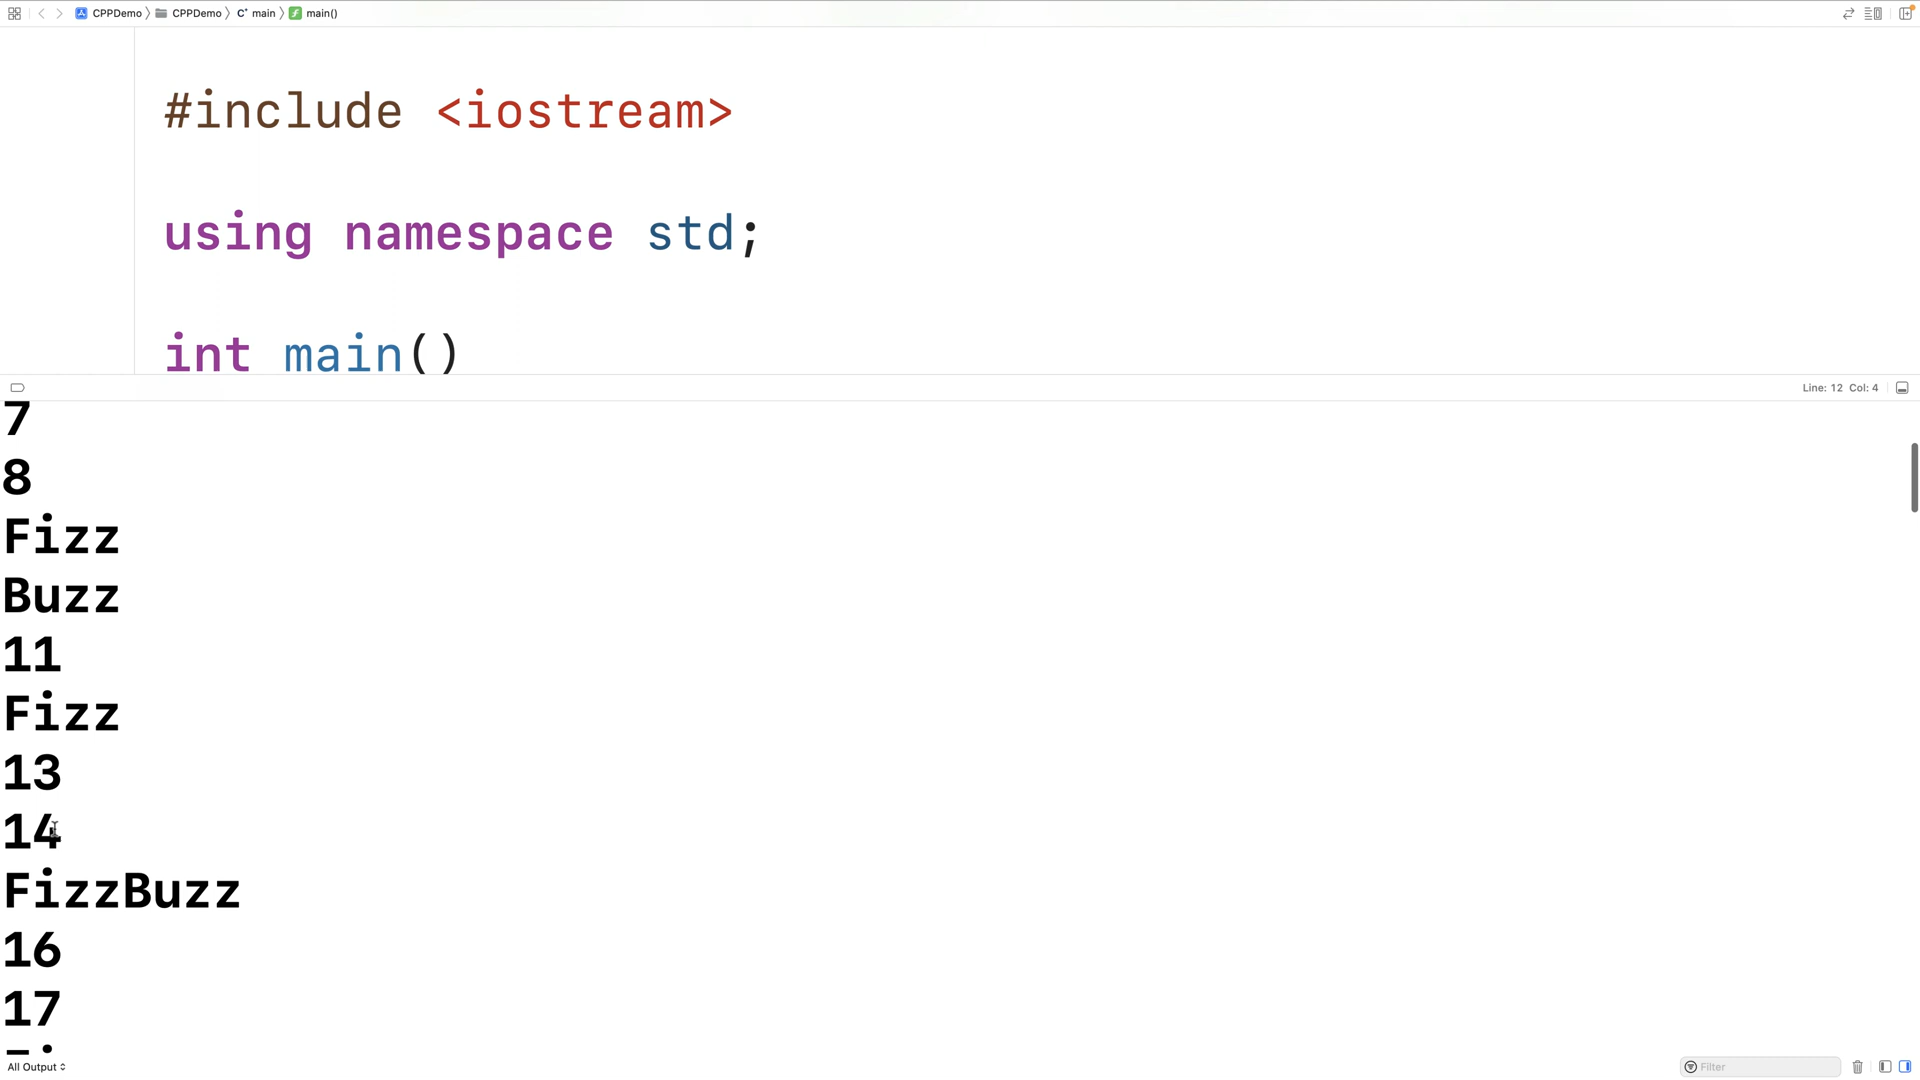 CPPDemo CPPDemo C+ main f main()
#include <iostream>
using namespace std;
int main()
Line: 12 Col: 4
7
8
Fizz
Buzz
11
Fizz
13
14
FizzBuzz
16
17
All Output
Filter